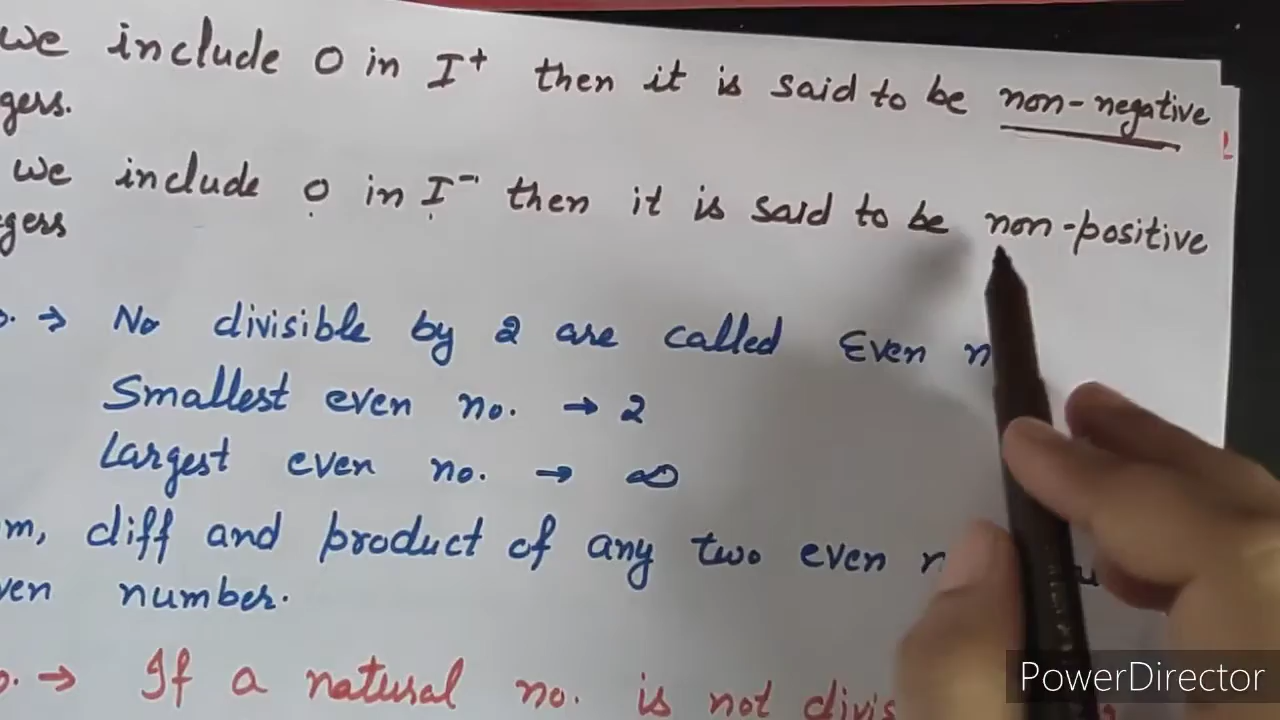 we include 0 in I⁺ then it is said to be non-negative
gers.
we include 0 in I⁻ then it is said to be non-positive
gers
o. → No divisible by 2 are called Even n
Smallest even no. → 2
Largest even no. → ∞
m, diff and product of any two even n
ven number.
o. → If a natural no. is not divis
PowerDirector